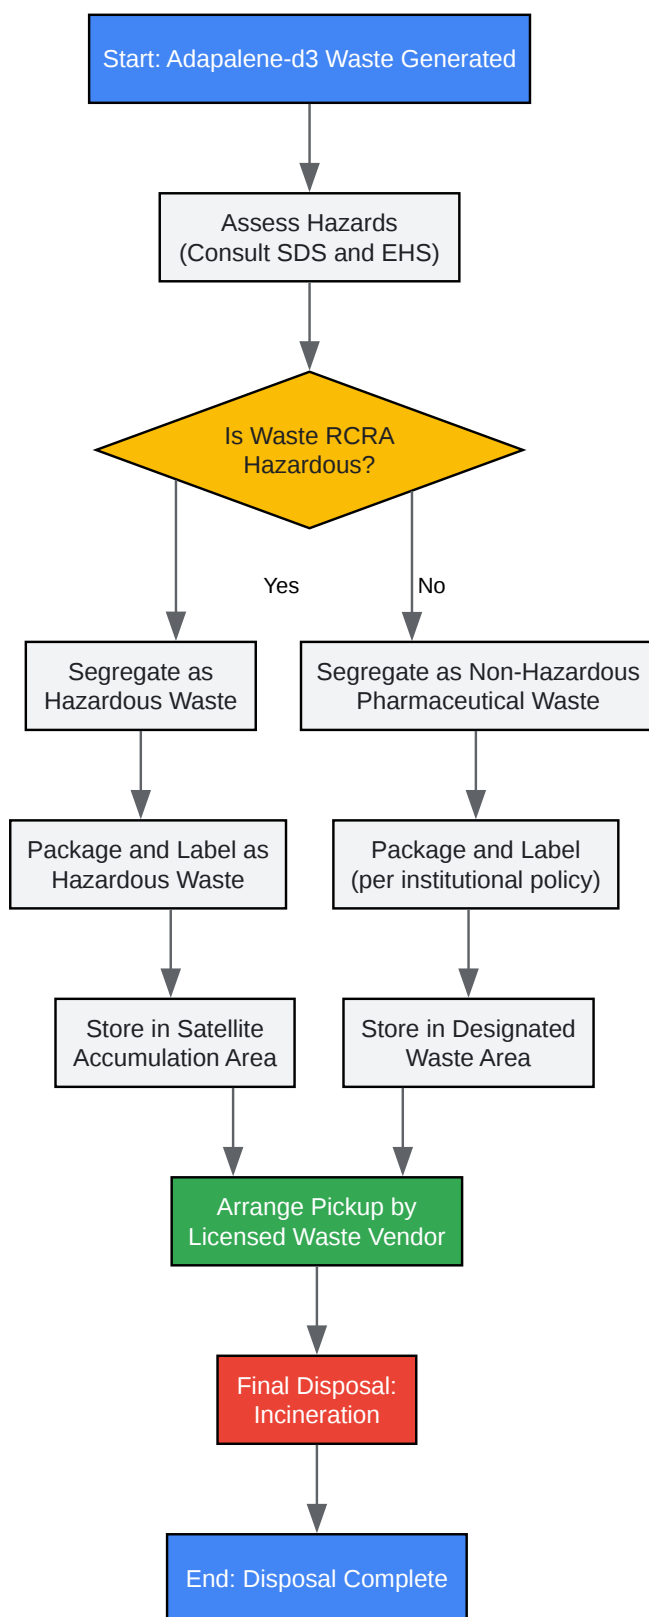 Start: Adapalene-d3 Waste Generated
Assess Hazards
(Consult SDS and EHS)
Is Waste RCRA
Hazardous?
Yes
No
Segregate as
Hazardous Waste
Segregate as Non-Hazardous
Pharmaceutical Waste
Package and Label as
Hazardous Waste
Package and Label
(per institutional policy)
Store in Satellite
Accumulation Area
Store in Designated
Waste Area
Arrange Pickup by
Licensed Waste Vendor
Final Disposal:
Incineration
End: Disposal Complete